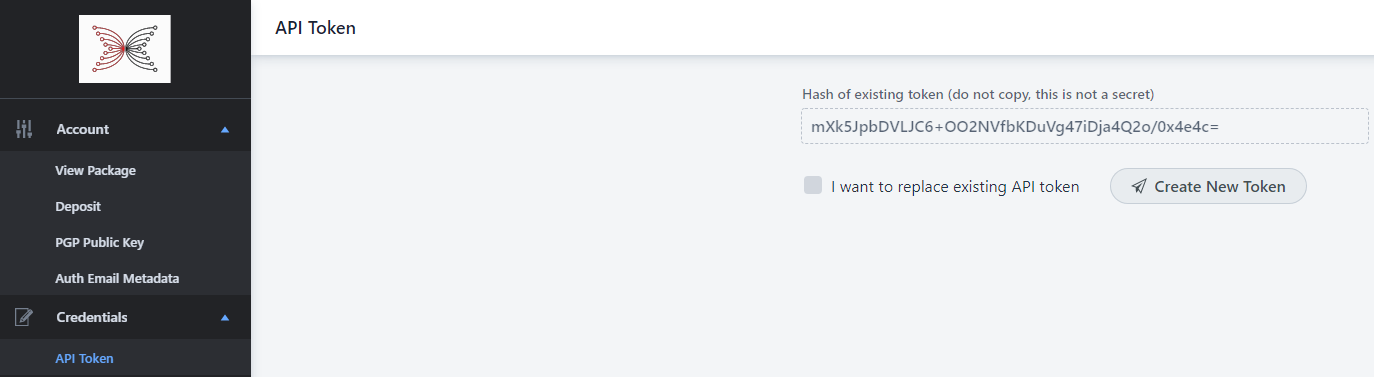 API Token
Account
View Package
Deposit
PGP Public Key
Auth Email Metadata
Credentials
API Token
Hash of existing token (do not copy, this is not a secret)
mXk5JpbDVLJC6+OO2NVfbKDuVg47iDja4Q2o/0x4e4c=
I want to replace existing API token
Create New Token